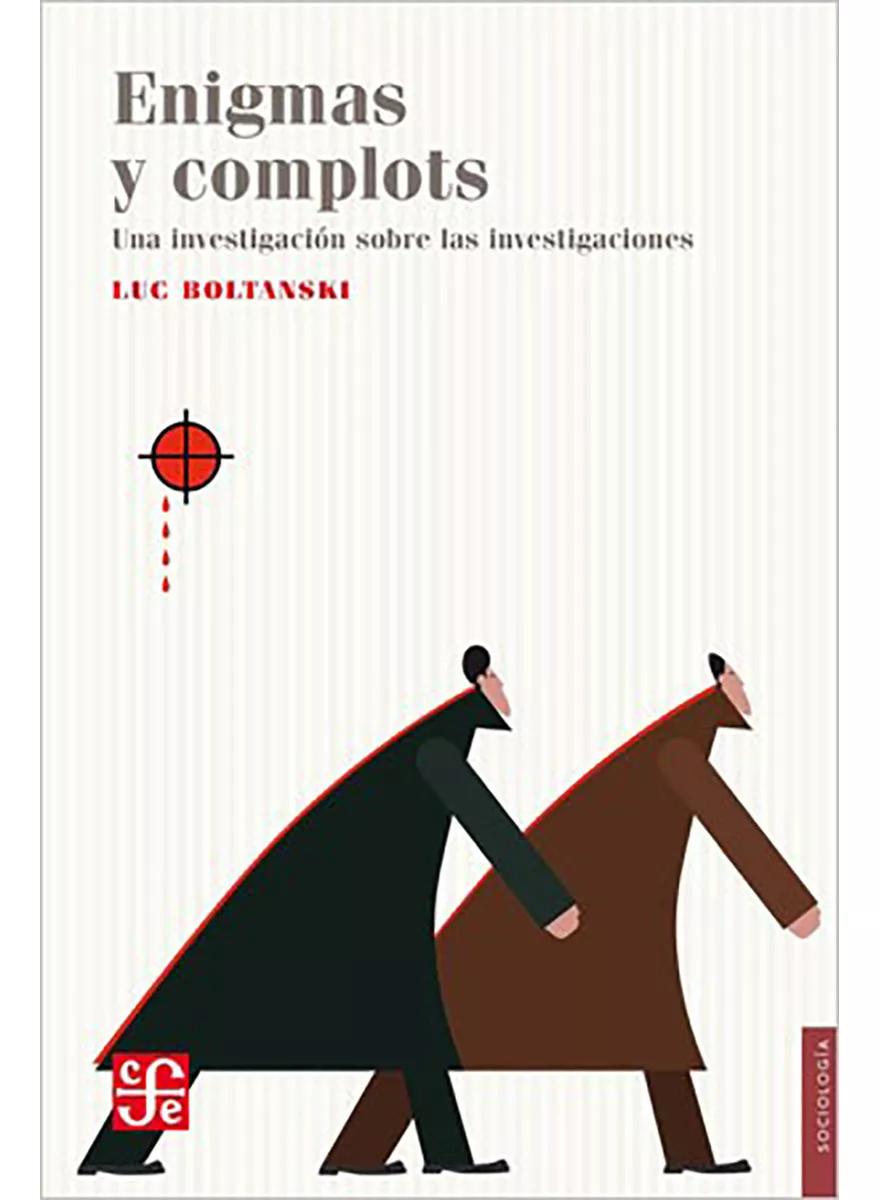 Enigmas
y complots
Una investigación sobre las investigaciones
LUC BOLTANSKI
cfe
SOCIOLOGÍA